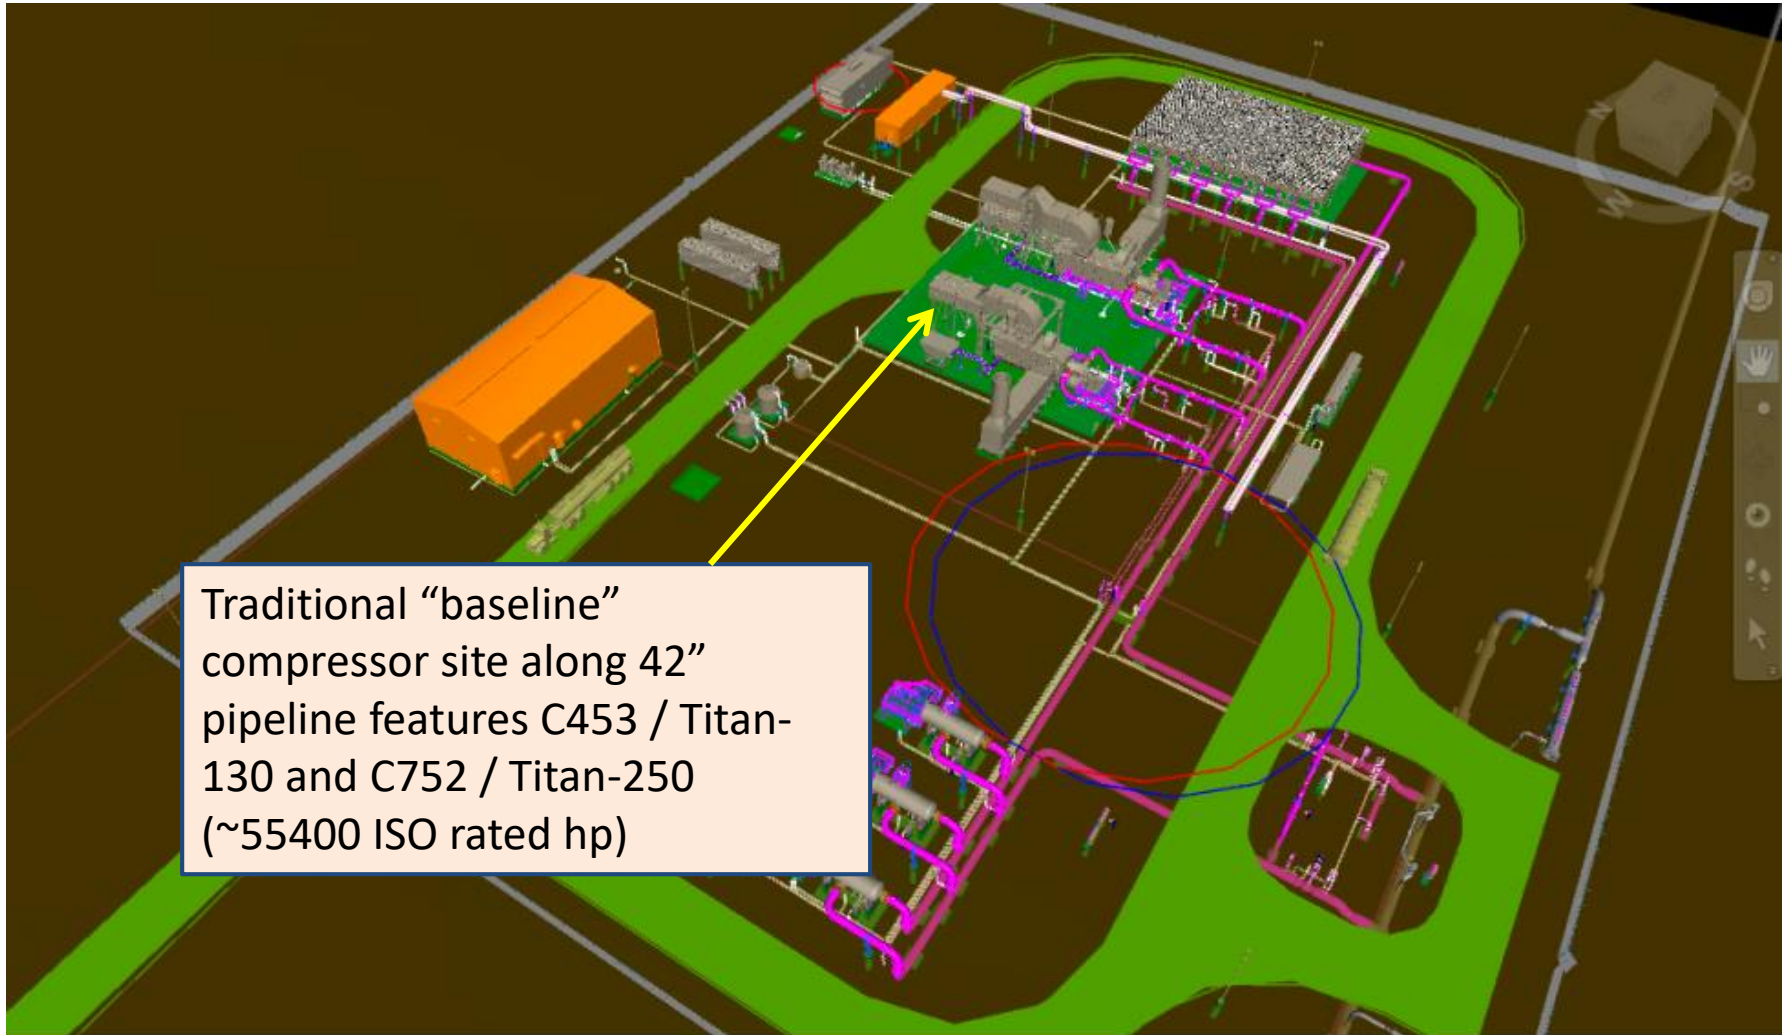 Traditional “baseline”
compressor site along 42”
pipeline features C453 / Titan-
130 and C752 / Titan-250
(~55400 ISO rated hp)
N
S
W